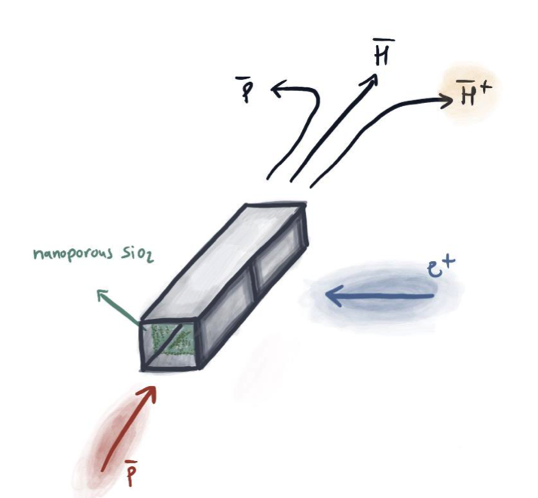 H̅
p̅
H̅⁺
nanoporous SiO₂
e⁺
p̅